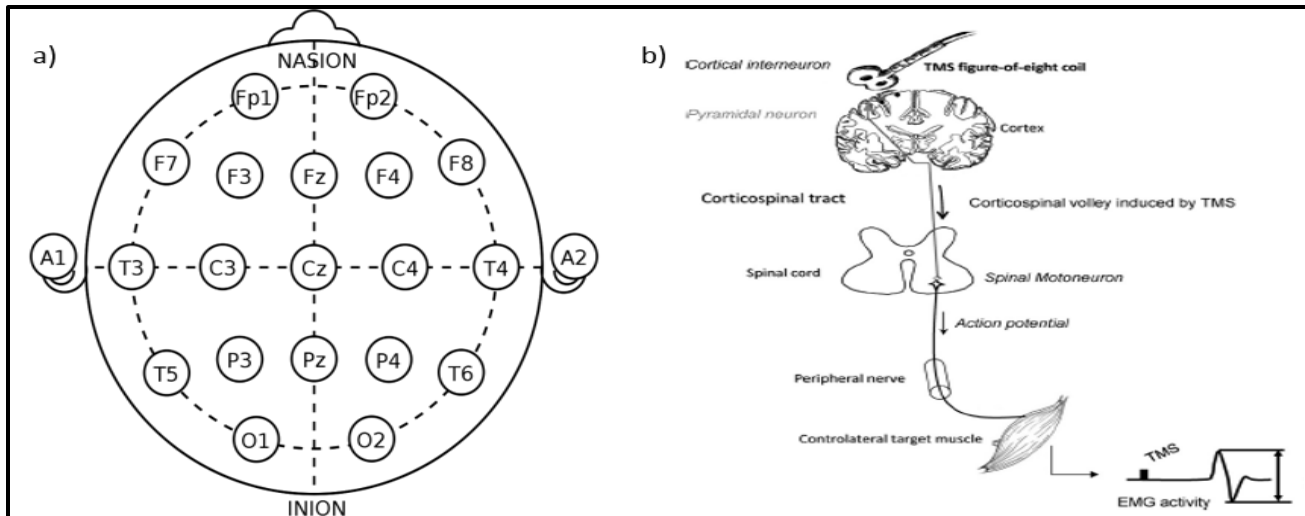 a)
NASION
Fp1 Fp2
F7 F3 Fz F4 F8
A1 T3 C3 Cz C4 T4 A2
T5 P3 Pz P4 T6
O1 O2
INION
b)
Cortical interneuron
TMS figure-of-eight coil
Pyramidal neuron
Cortex
Corticospinal tract
Corticospinal volley induced by TMS
Spinal cord
Spinal Motoneuron
Action potential
Peripheral nerve
Controlateral target muscle
TMS
EMG activity